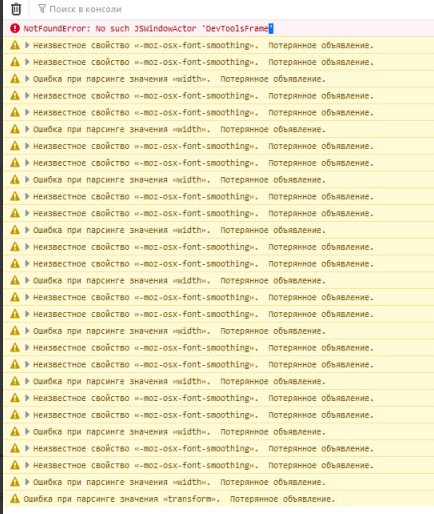 Поиск в консоли
NotFoundError: No such JSWindowActor 'DevToolsFrame'
Неизвестное свойство «-moz-osx-font-smoothing». Потерянное объявление.
Неизвестное свойство «-moz-osx-font-smoothing». Потерянное объявление.
Ошибка при парсинге значения «width». Потерянное объявление.
Неизвестное свойство «-moz-osx-font-smoothing». Потерянное объявление.
Неизвестное свойство «-moz-osx-font-smoothing». Потерянное объявление.
Ошибка при парсинге значения «width». Потерянное объявление.
Неизвестное свойство «-moz-osx-font-smoothing». Потерянное объявление.
Неизвестное свойство «-moz-osx-font-smoothing». Потерянное объявление.
Ошибка при парсинге значения «width». Потерянное объявление.
Неизвестное свойство «-moz-osx-font-smoothing». Потерянное объявление.
Неизвестное свойство «-moz-osx-font-smoothing». Потерянное объявление.
Ошибка при парсинге значения «width». Потерянное объявление.
Неизвестное свойство «-moz-osx-font-smoothing». Потерянное объявление.
Неизвестное свойство «-moz-osx-font-smoothing». Потерянное объявление.
Ошибка при парсинге значения «width». Потерянное объявление.
Неизвестное свойство «-moz-osx-font-smoothing». Потерянное объявление.
Неизвестное свойство «-moz-osx-font-smoothing». Потерянное объявление.
Ошибка при парсинге значения «width». Потерянное объявление.
Неизвестное свойство «-moz-osx-font-smoothing». Потерянное объявление.
Неизвестное свойство «-moz-osx-font-smoothing». Потерянное объявление.
Ошибка при парсинге значения «width». Потерянное объявление.
Неизвестное свойство «-moz-osx-font-smoothing». Потерянное объявление.
Неизвестное свойство «-moz-osx-font-smoothing». Потерянное объявление.
Ошибка при парсинге значения «width». Потерянное объявление.
Неизвестное свойство «-moz-osx-font-smoothing». Потерянное объявление.
Неизвестное свойство «-moz-osx-font-smoothing». Потерянное объявление.
Ошибка при парсинге значения «width». Потерянное объявление.
Ошибка при парсинге значения «transform». Потерянное объявление.